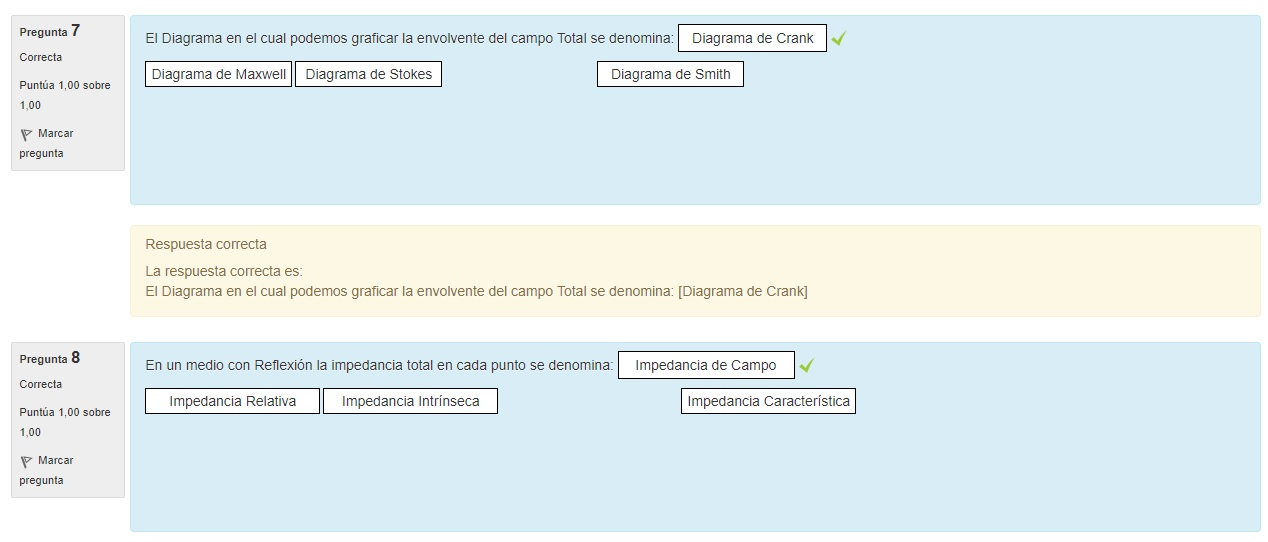 Pregunta 7
Correcta
Puntúa 1,00 sobre
1,00
Marcar
pregunta
El Diagrama en el cual podemos graficar la envolvente del campo Total se denomina: Diagrama de Crank
Diagrama de Maxwell Diagrama de Stokes Diagrama de Smith
Respuesta correcta
La respuesta correcta es:
El Diagrama en el cual podemos graficar la envolvente del campo Total se denomina: [Diagrama de Crank]
Pregunta 8
Correcta
Puntúa 1,00 sobre
1,00
Marcar
pregunta
En un medio con Reflexión la impedancia total en cada punto se denomina: Impedancia de Campo
Impedancia Relativa Impedancia Intrínseca Impedancia Característica